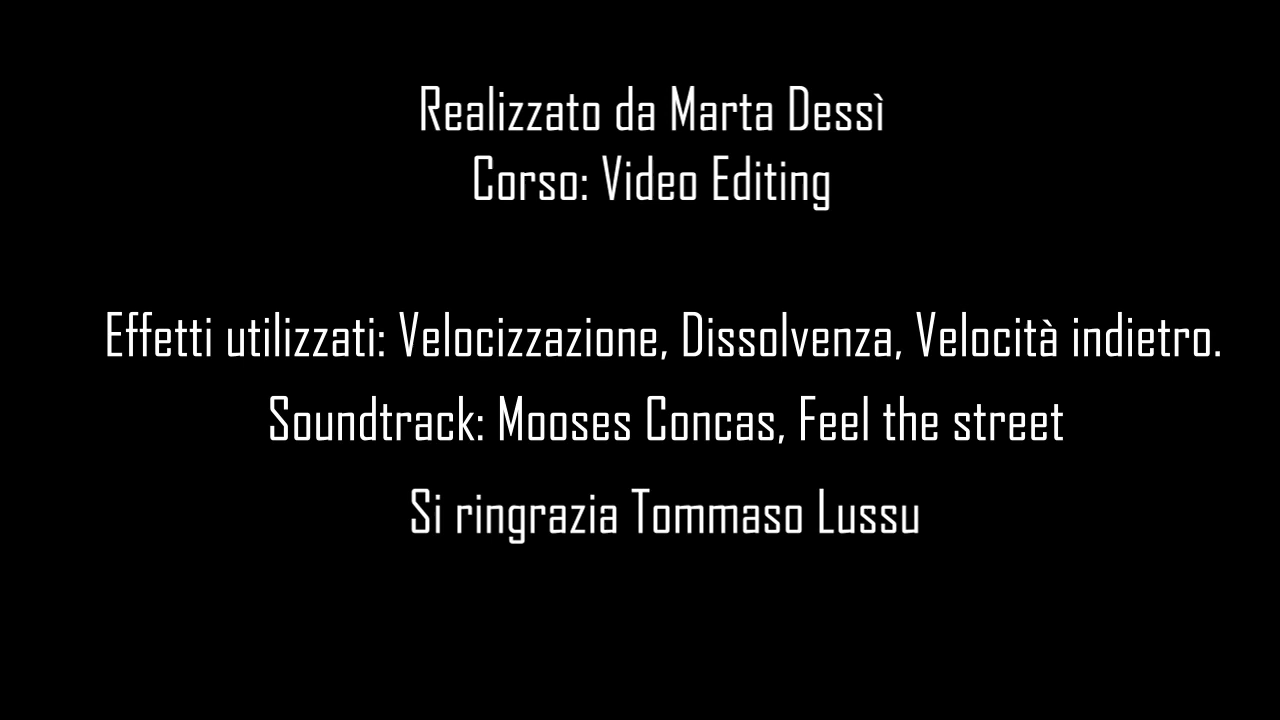 Realizzato da Marta Dessì
Corso: Video Editing
Effetti utilizzati: Velocizzazione, Dissolvenza, Velocità indietro.
Soundtrack: Mooses Concas, Feel the street
Si ringrazia Tommaso Lussu